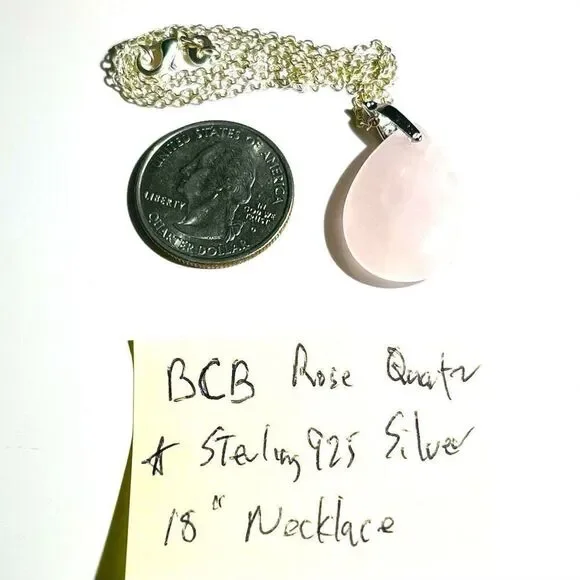 UNITED STATES OF AMERICA
LIBERTY
IN GOD WE TRUST
QUARTER DOLLAR
BCB Rose Quartz
& Sterling 925 Silver
18" Necklace